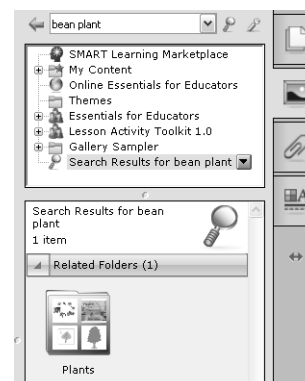 bean plant
SMART Learning Marketplace
My Content
Online Essentials for Educators
Themes
Essentials for Educators
Lesson Activity Toolkit 1.0
Gallery Sampler
Search Results for bean plant
Search Results for bean
plant
1 item
Related Folders (1)
Plants
A